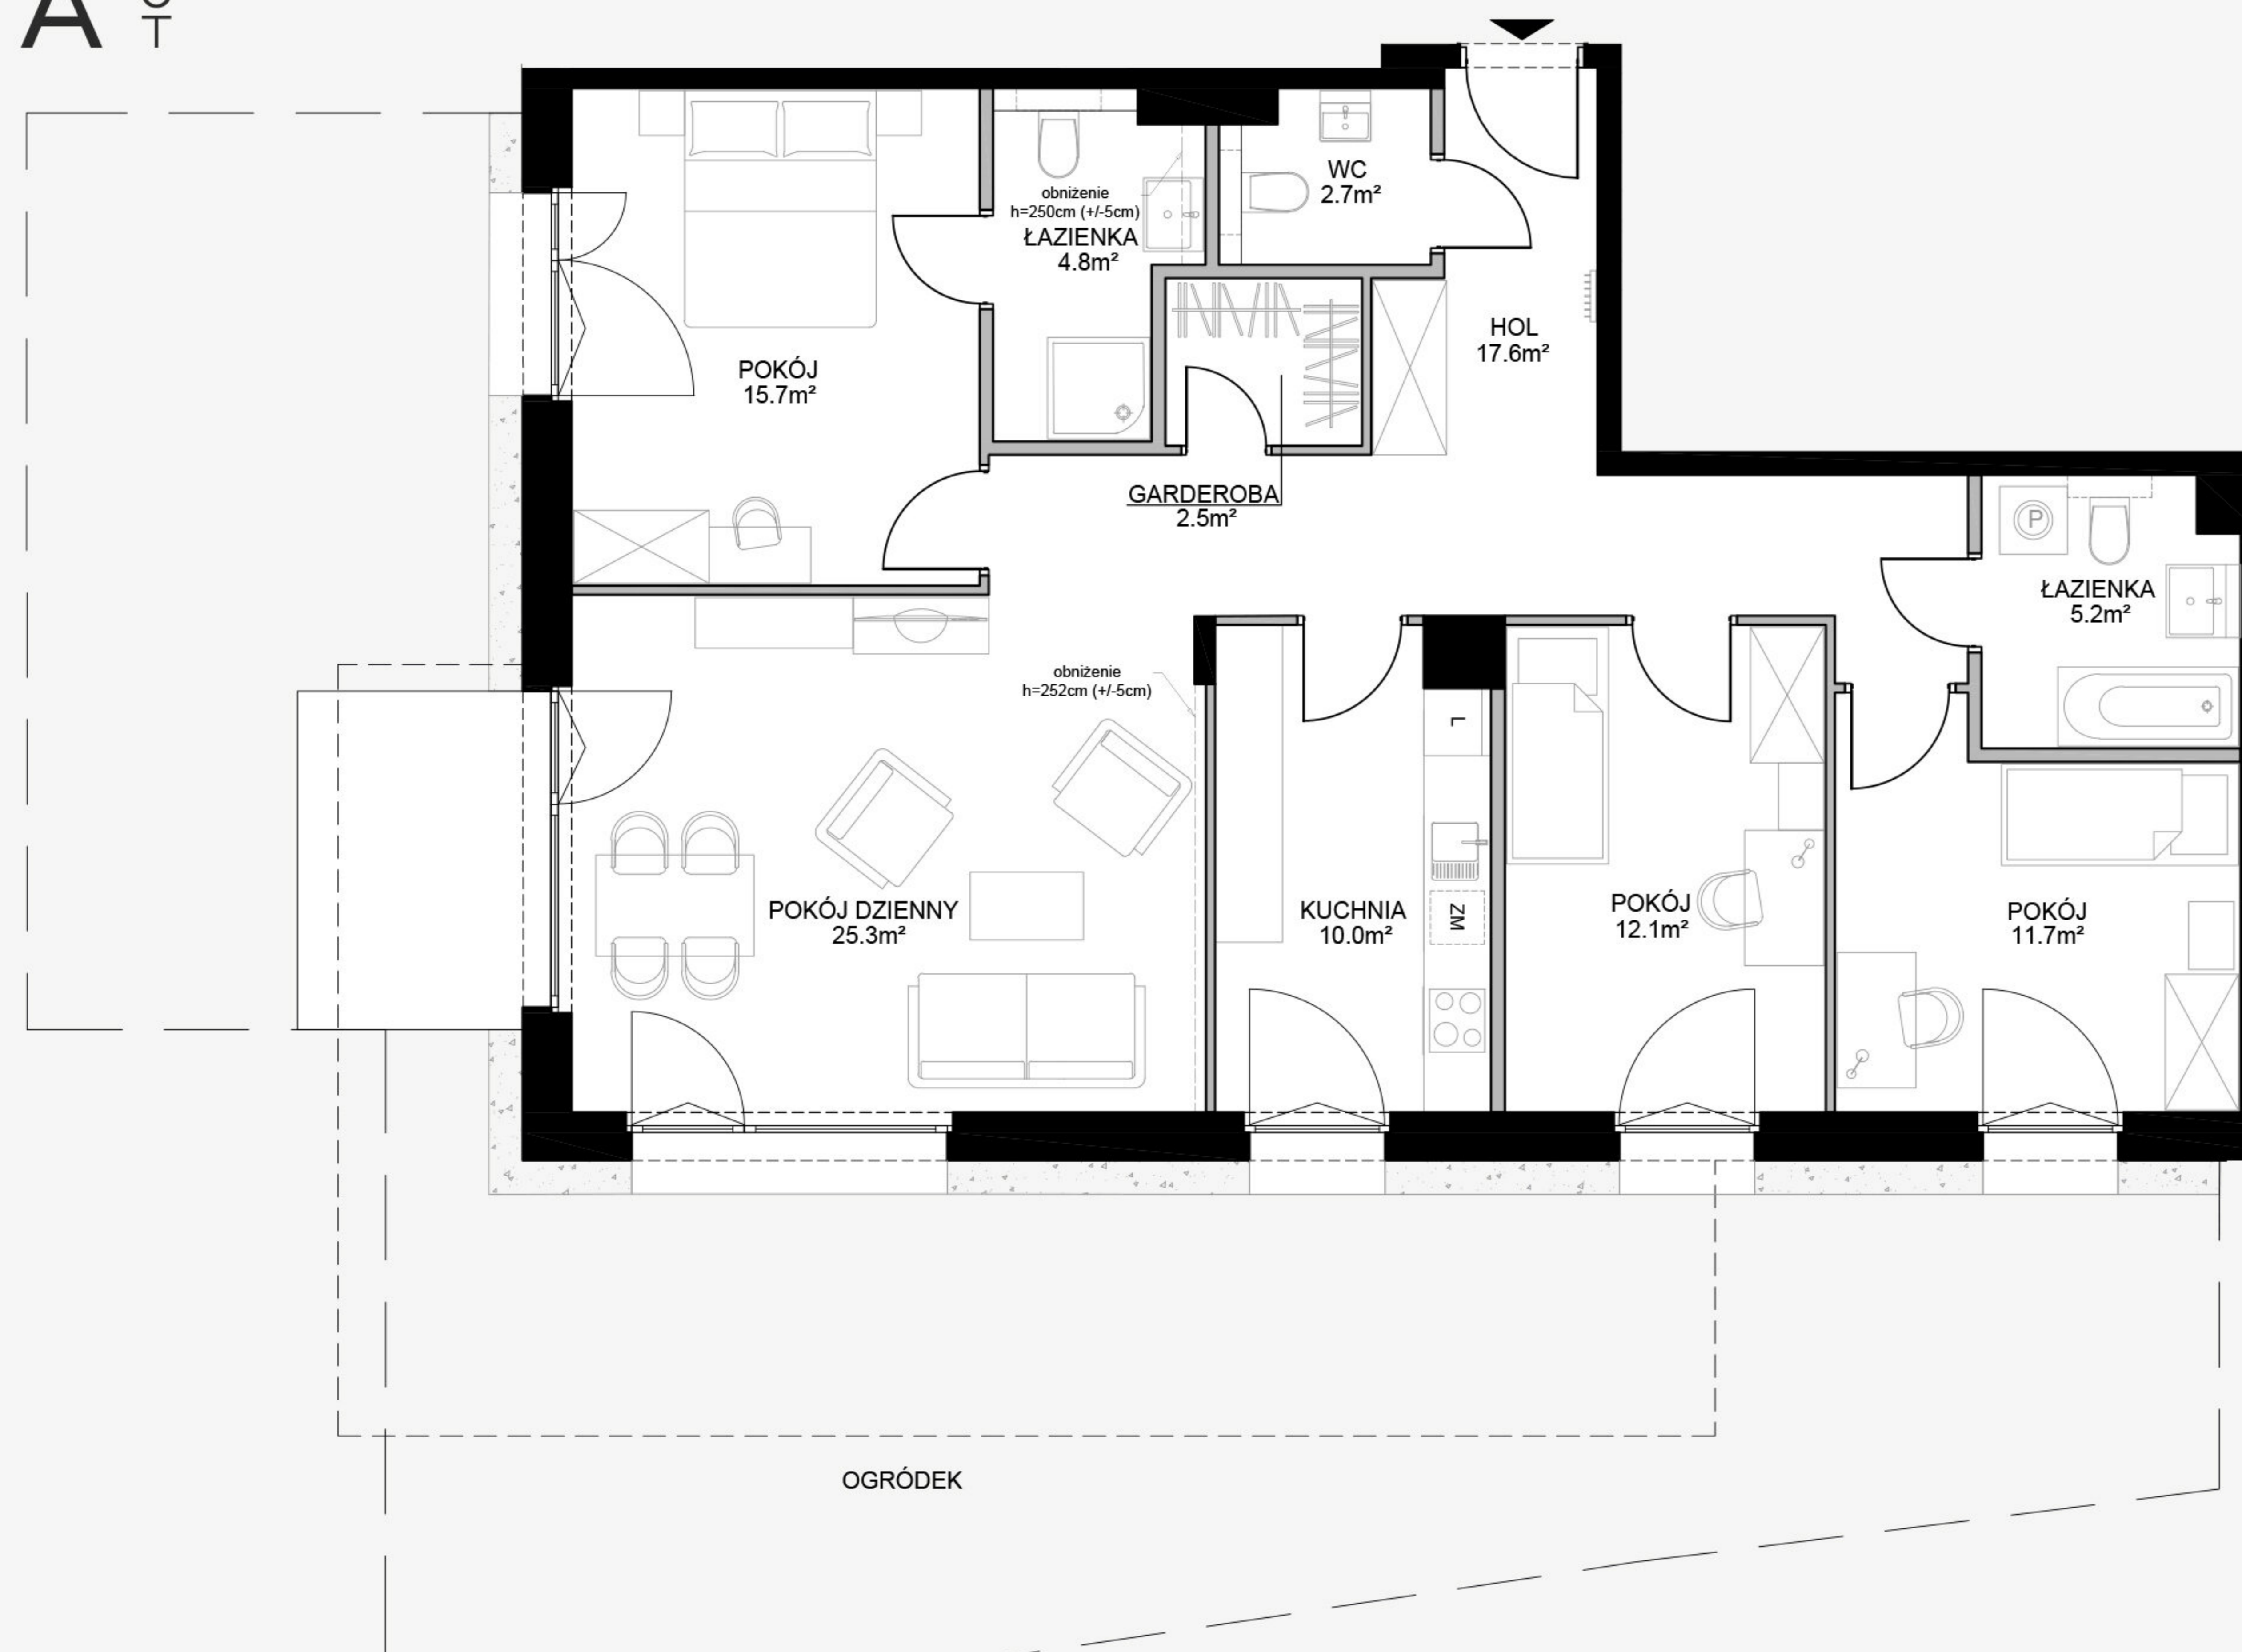 A
T
WC
2.7m²
obniżenie
h=250cm (+/-5cm)
ŁAZIENKA
4.8m²
HOL
17.6m²
POKÓJ
15.7m²
GARDEROBA
2.5m²
P
ŁAZIENKA
5.2m²
obniżenie
h=252cm (+/-5cm)
L
POKÓJ DZIENNY
25.3m²
KUCHNIA
10.0m²
ZM
POKÓJ
12.1m²
POKÓJ
11.7m²
OGRÓDEK